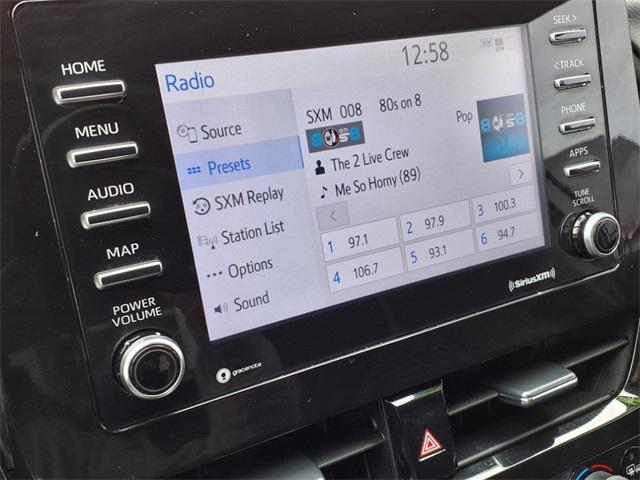 HOME
MENU
AUDIO
MAP
POWER
VOLUME
Radio
12:58
Source
Presets
SXM Replay
Station List
Options
Sound
SXM 008 80s on 8
Pop
The 2 Live Crew
Me So Horny (89)
1 97.1
2 97.9
3 100.3
4 106.7
5 93.1
6 94.7
gracenote
SiriusXM
SEEK >
< TRACK
PHONE
APPS
TUNE
SCROLL